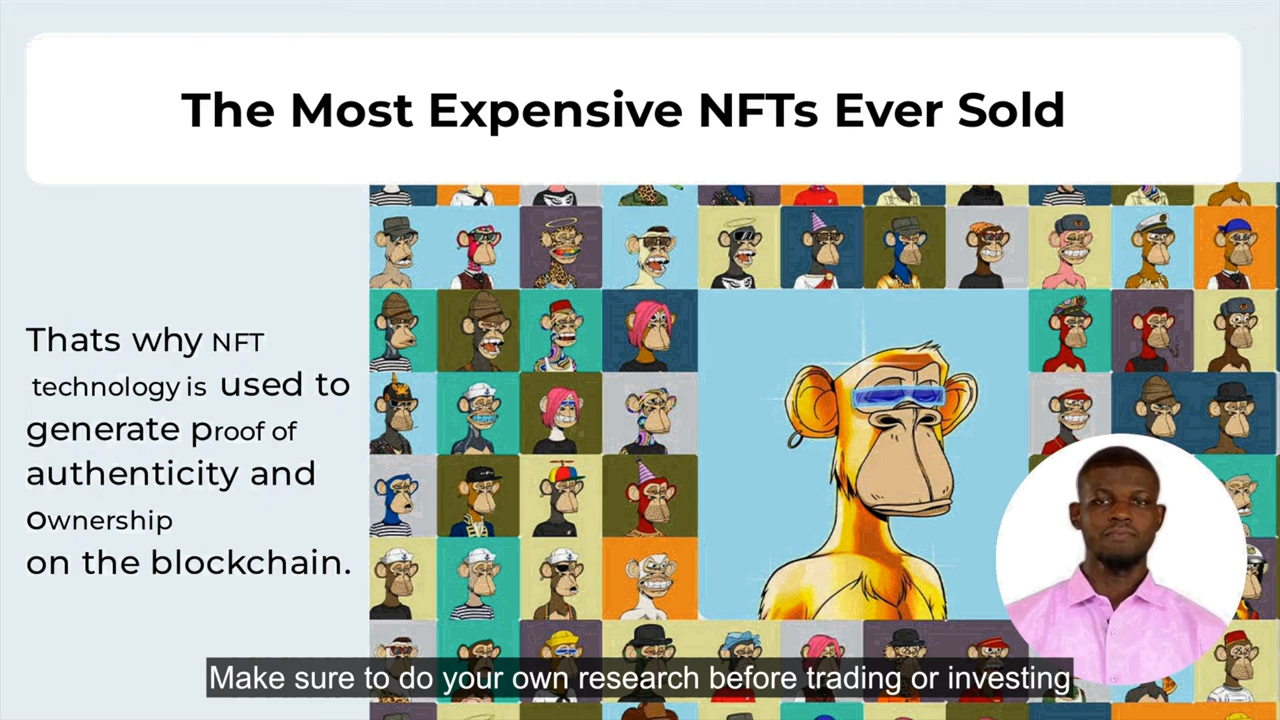 The Most Expensive NFTs Ever Sold
Thats why NFT
technology is used to
generate proof of
authenticity and
ownership
on the blockchain.
Make sure to do your own research before trading or investing